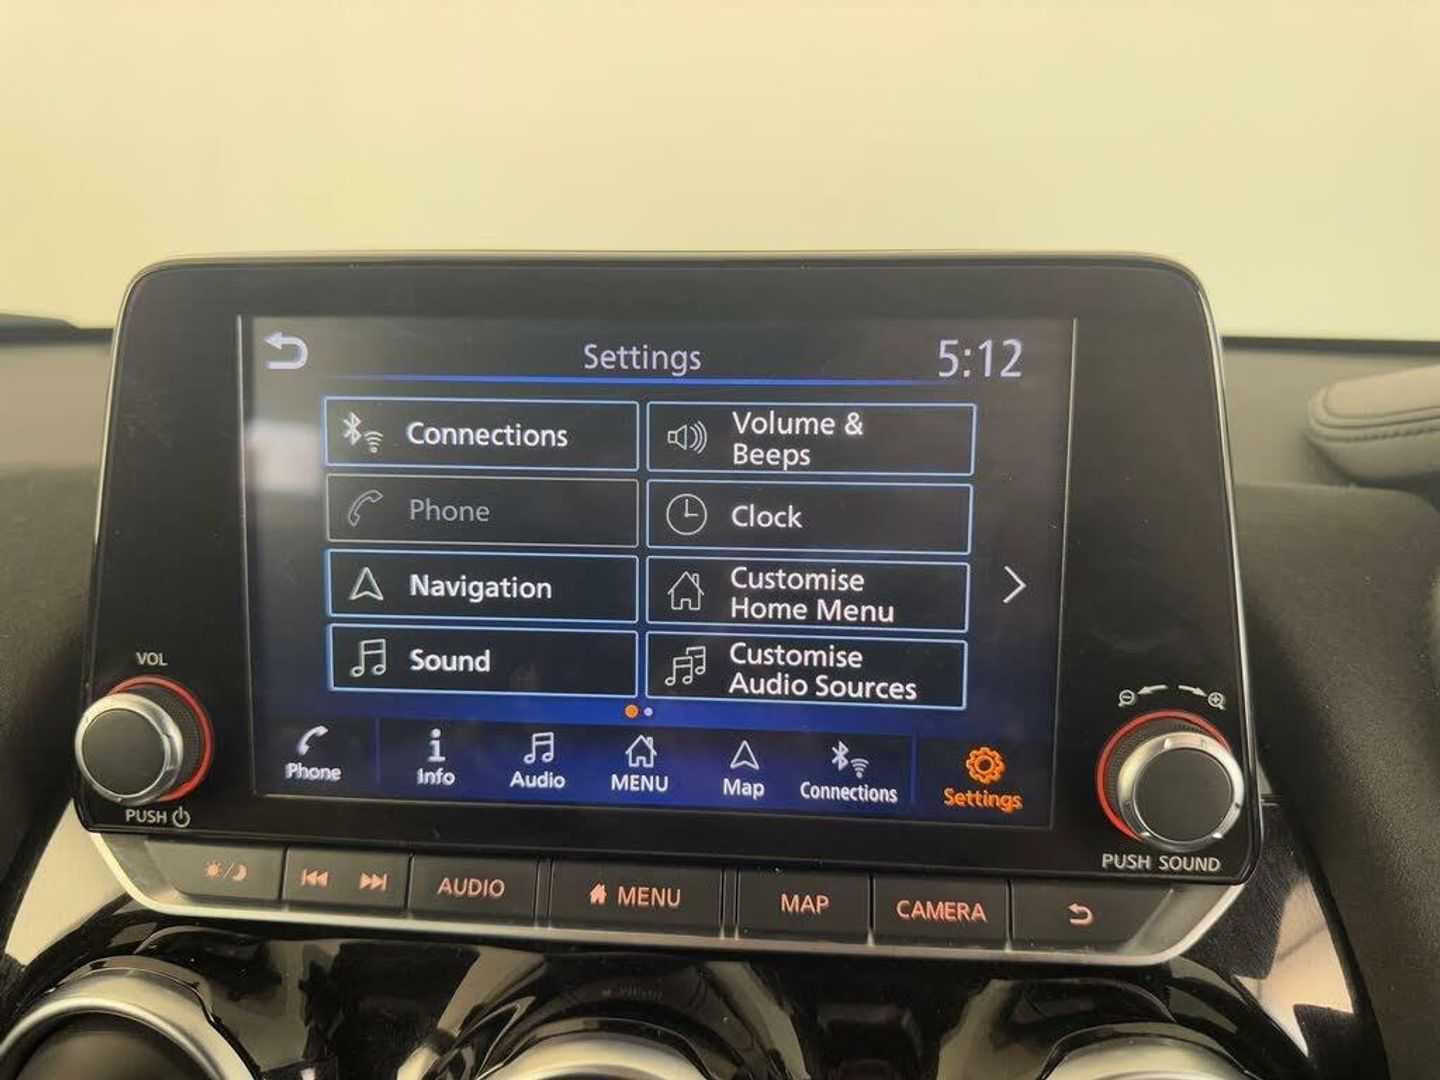 Settings
5:12
Connections
Volume &
Beeps
Phone
Clock
Navigation
Customise
Home Menu
Sound
Customise
Audio Sources
Phone
Info
Audio
MENU
Map
Connections
Settings
VOL
PUSH
PUSH SOUND
AUDIO
MENU
MAP
CAMERA